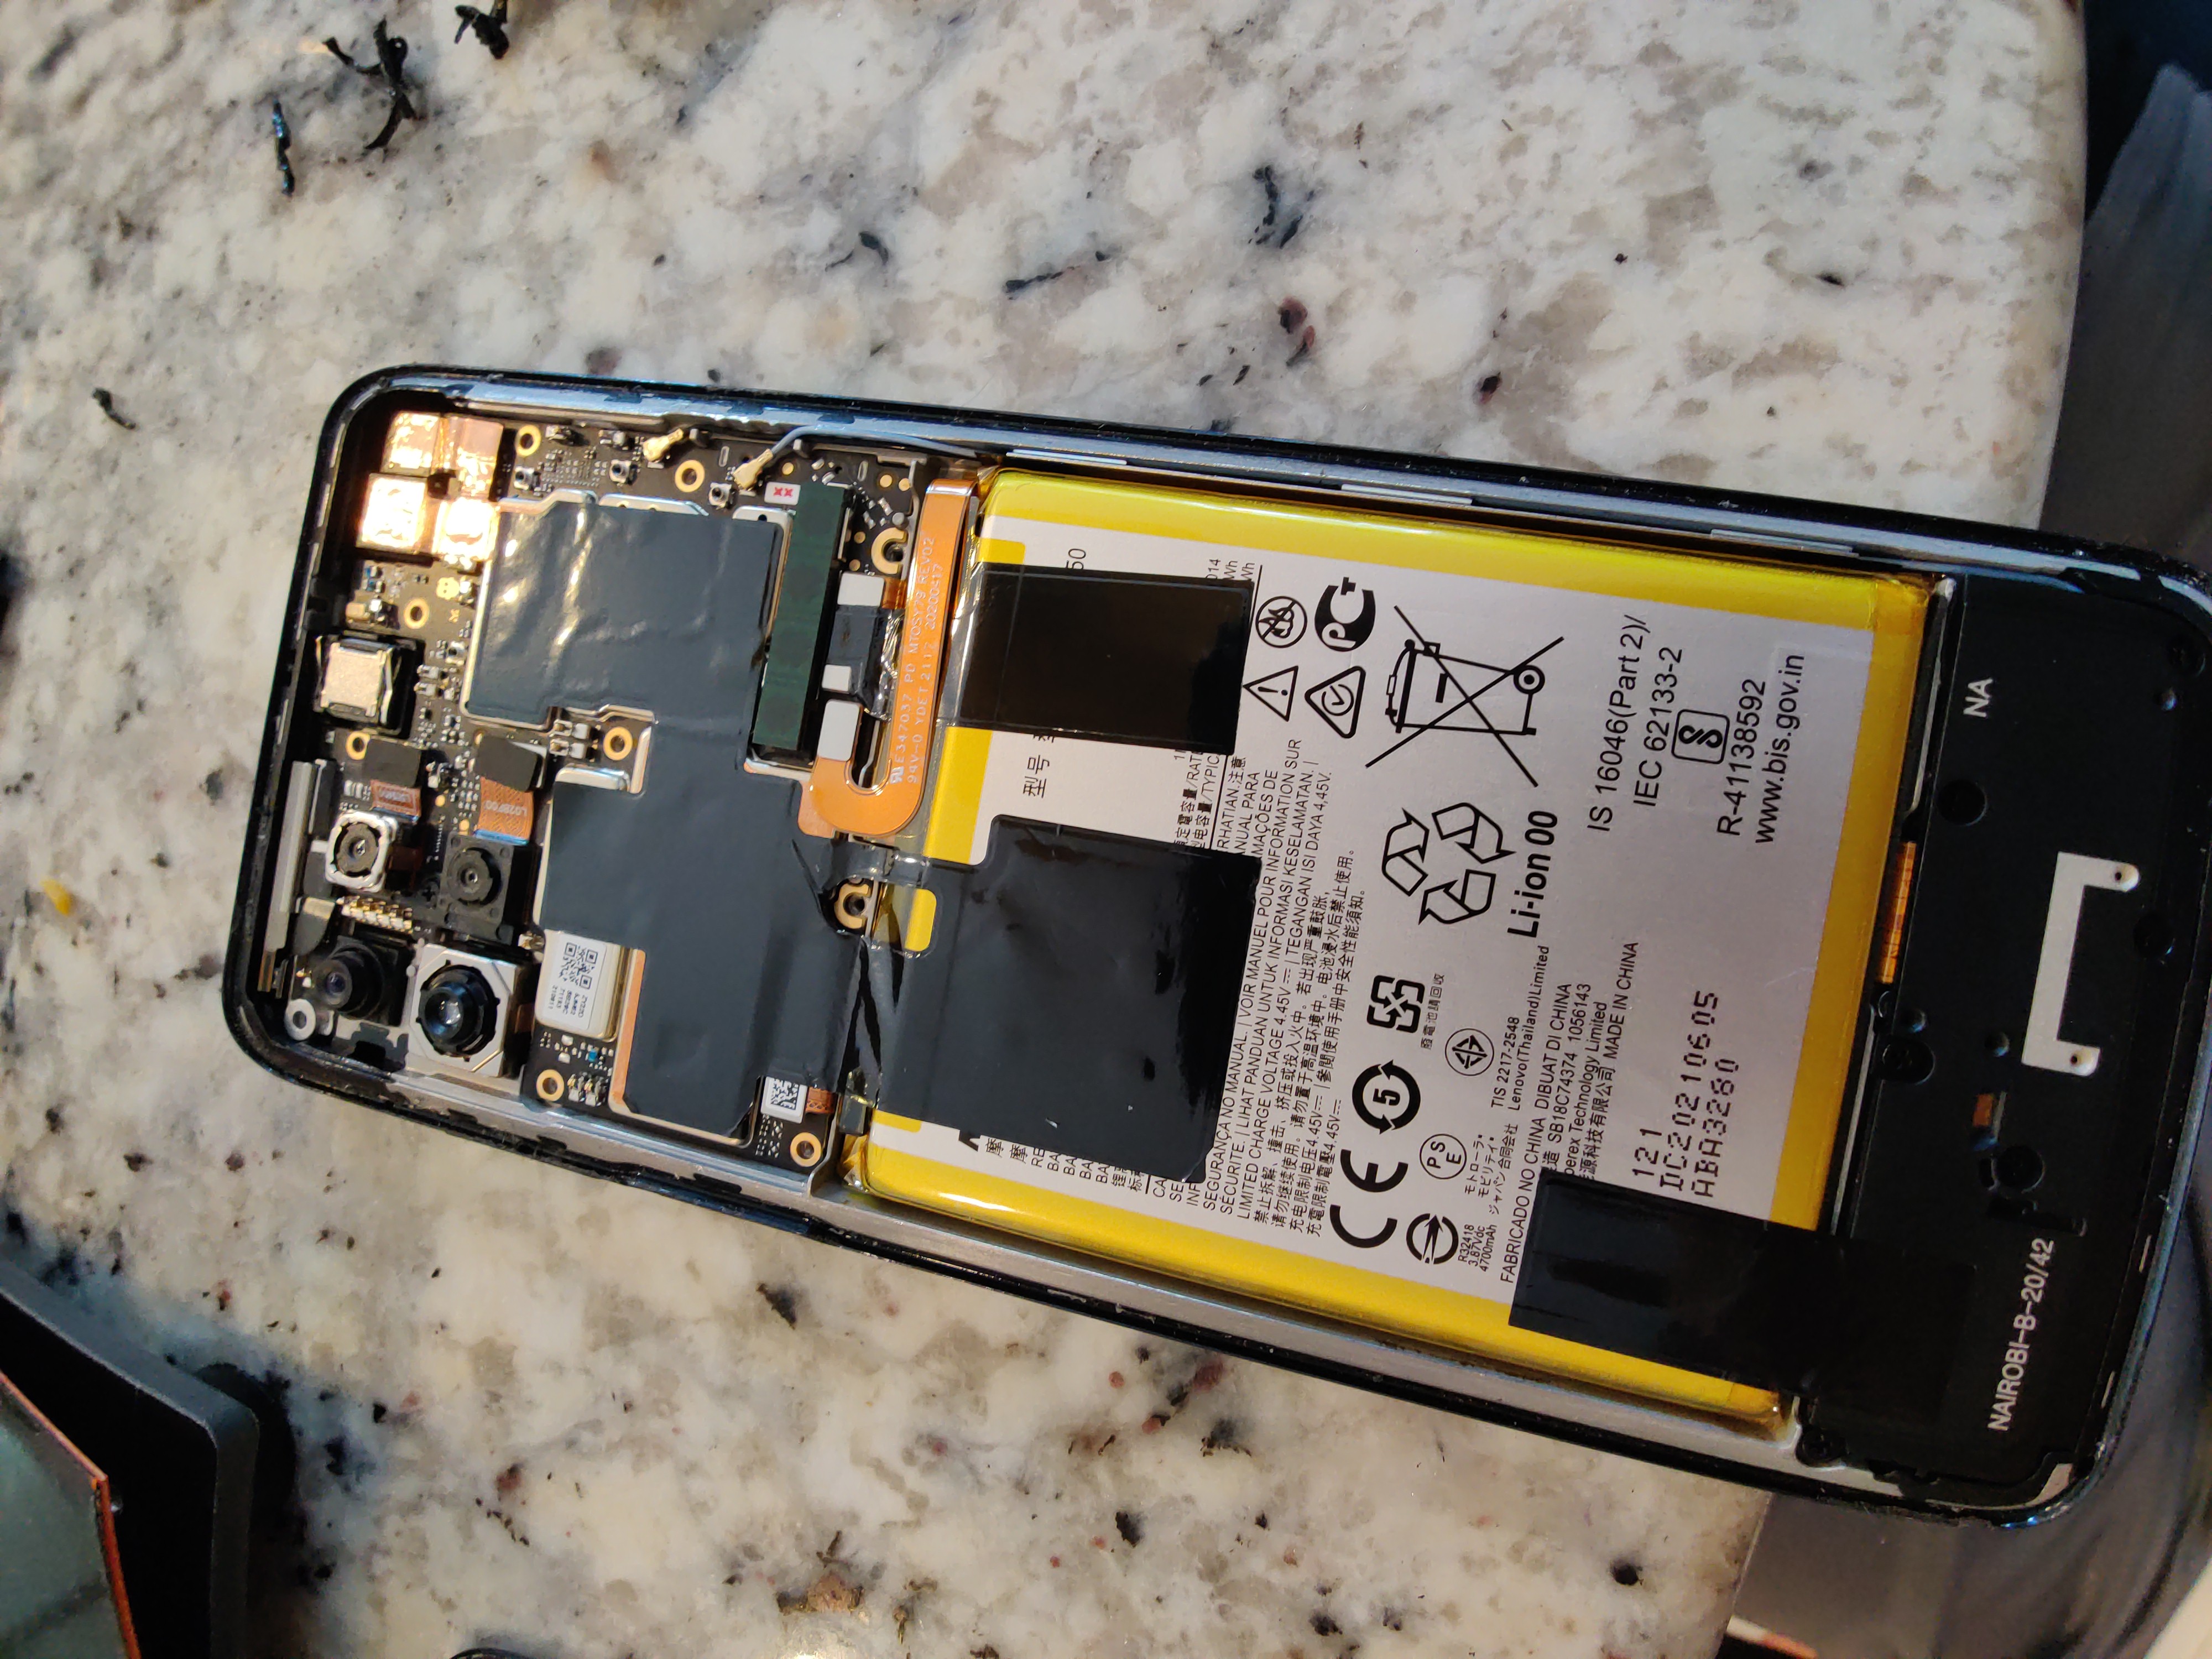 E347037 PD MTOSY79 REV02
94V-0 YDET 2117 20200417
型号
50
RE
BA
BA
BA
BA
CA
SE
INF
定電容量/RATE
电容量/TYPIC
014
Wh
Wh
RHATIAN.注意
ANUAL PARA
SEGURANÇA NO MANUAL. | VOIR MANUEL POUR INFORMATION SUR
MAÇÕES DE
SÉCURITE. | LIHAT PANDUAN UNTUK INFORMASI KESELAMATAN. |
LIMITED CHARGE VOLTAGE 4.45V⎓ | TEGANGAN ISI DAYA 4,45V.
禁止拆解、撞击、挤压或投入火中。若出现严重鼓胀，
请勿继续使用。请勿置于高温环境中。电池浸水后禁止使用。
充电限制电压4.45V⎓ |參閱使用手册中安全性能須知。
充電限制電壓4.45V⎓
CE
5
廢電池請回收
PCT
R32418
3.87Vdc
4700mAh
PS
E
モトローラ・
モビリティ・
ジャパン合同会社
TIS 2217-2548
Lenovo(Thailand)Limited
Li-ion 00
FABRICADO NO CHINA DIBUAT DI CHINA
造 SB18C74374 1056143
perex Technology Limited
能源科技有限公司 MADE IN CHINA
121
DC20210605
ABA3280
IS 16046(Part 2)/
IEC 62133-2
R-41138592
www.bis.gov.in
NA
NAIROBI-B-20/42